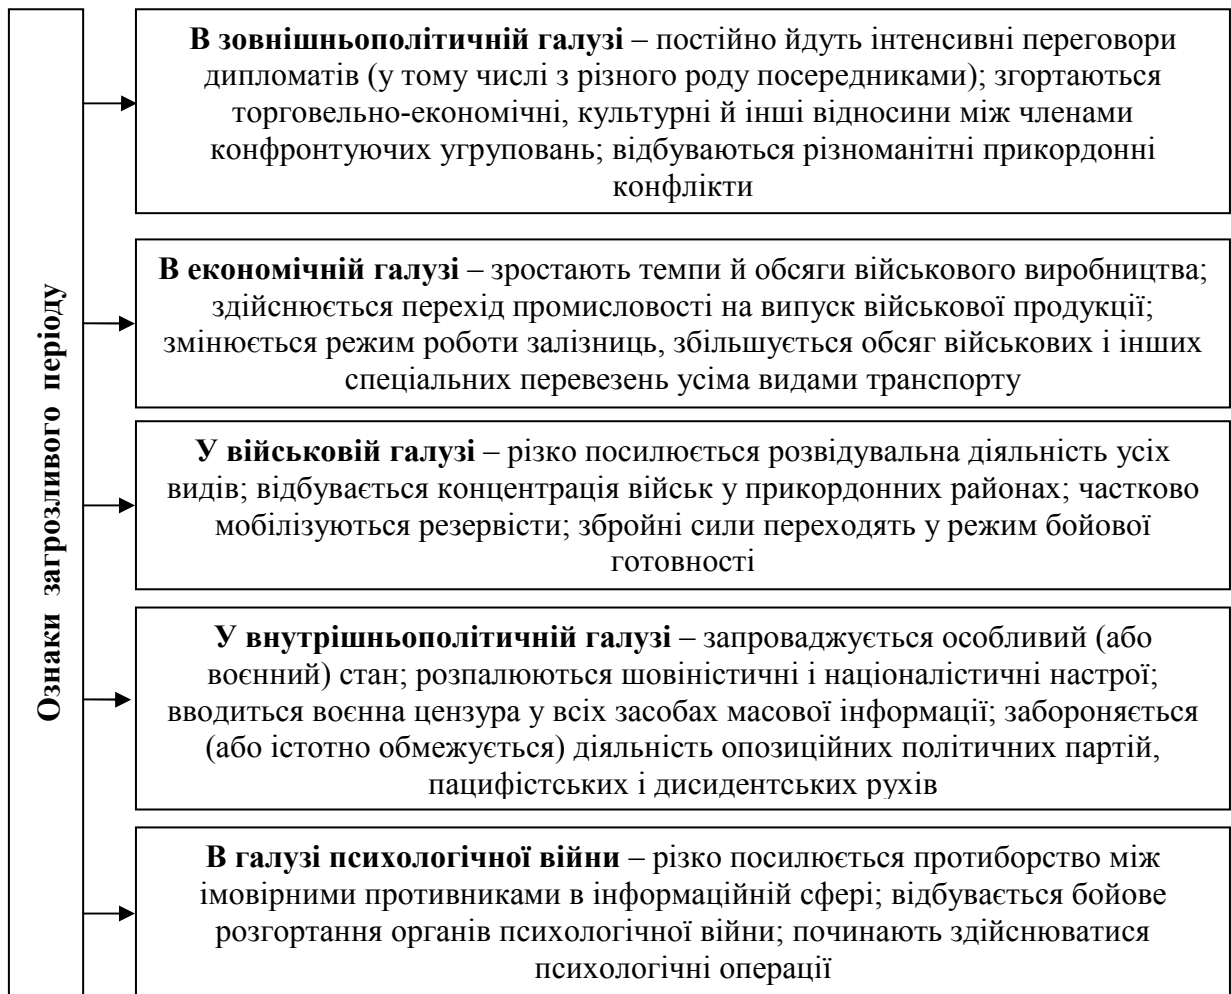 Ознаки загрозливого періоду
В зовнішньополітичній галузі – постійно йдуть інтенсивні переговори
дипломатів (у тому числі з різного роду посередниками); згортаються
торговельно-економічні, культурні й інші відносини між членами
конфронтуючих угруповань; відбуваються різноманітні прикордонні
конфлікти
В економічній галузі – зростають темпи й обсяги військового виробництва;
здійснюється перехід промисловості на випуск військової продукції;
змінюється режим роботи залізниць, збільшується обсяг військових і інших
спеціальних перевезень усіма видами транспорту
У військовій галузі – різко посилюється розвідувальна діяльність усіх
видів; відбувається концентрація військ у прикордонних районах; частково
мобілізуються резервісти; збройні сили переходять у режим бойової
готовності
У внутрішньополітичній галузі – запроваджується особливий (або
воєнний) стан; розпалюються шовіністичні і націоналістичні настрої;
вводиться воєнна цензура у всіх засобах масової інформації; забороняється
(або істотно обмежується) діяльність опозиційних політичних партій,
пацифістських і дисидентських рухів
В галузі психологічної війни – різко посилюється протиборство між
імовірними противниками в інформаційній сфері; відбувається бойове
розгортання органів психологічної війни; починають здійснюватися
психологічні операції